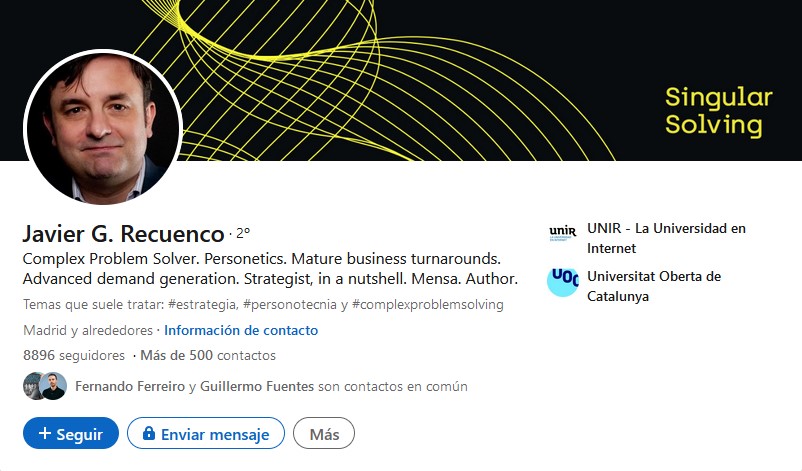 Singular
Solving
Javier G. Recuenco · 2º
Complex Problem Solver. Personetics. Mature business turnarounds.
Advanced demand generation. Strategist, in a nutshell. Mensa. Author.
Temas que suele tratar: #estrategia, #personotecnia y #complexproblemsolving
Madrid y alrededores · Información de contacto
8896 seguidores · Más de 500 contactos
Fernando Ferreiro y Guillermo Fuentes son contactos en común
+ Seguir
Enviar mensaje
Más
unir
UNIR - La Universidad en
Internet
UOC
Universitat Oberta de
Catalunya